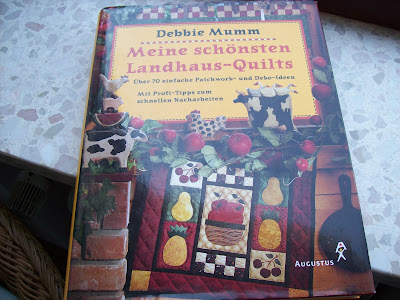 Debbie Mumm
Meine schönsten
Landhaus-Quilts
Über 70 einfache Patchwork- und Deko-Ideen
Mit Profi-Tipps zum
schnellen Nacharbeiten
AUGUSTUS